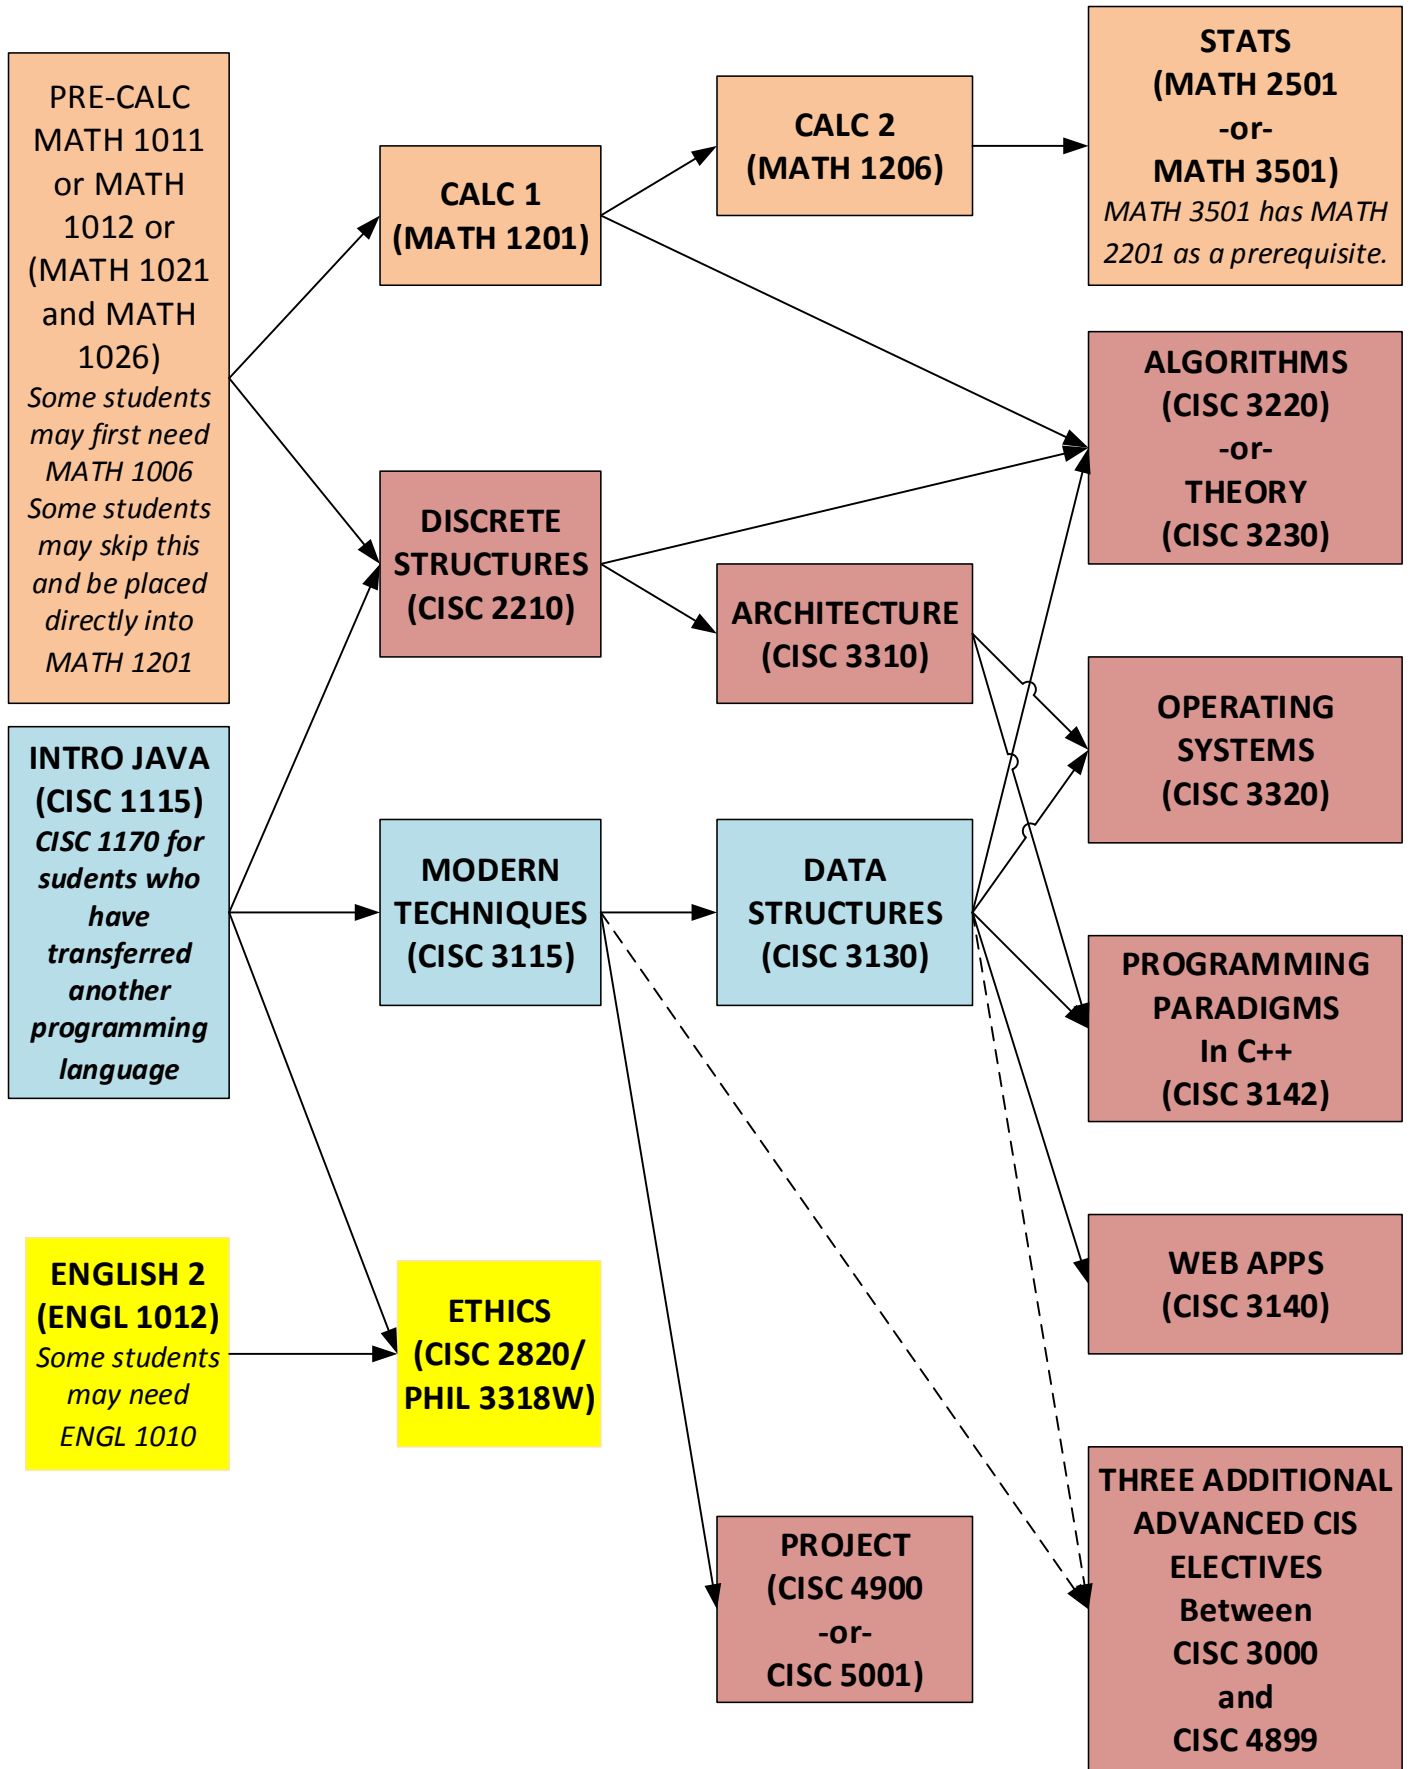 PRE-CALC
MATH 1011
or MATH
1012 or
(MATH 1021
and MATH
1026)
Some students
may first need
MATH 1006
Some students
may skip this
and be placed
directly into
MATH 1201
INTRO JAVA
(CISC 1115)
CISC 1170 for
sudents who
have
transferred
another
programming
language
ENGLISH 2
(ENGL 1012)
Some students
may need
ENGL 1010
CALC 1
(MATH 1201)
DISCRETE
STRUCTURES
(CISC 2210)
MODERN
TECHNIQUES
(CISC 3115)
ETHICS
(CISC 2820/
PHIL 3318W)
CALC 2
(MATH 1206)
ARCHITECTURE
(CISC 3310)
DATA
STRUCTURES
(CISC 3130)
PROJECT
(CISC 4900
-or-
CISC 5001)
STATS
(MATH 2501
-or-
MATH 3501)
MATH 3501 has MATH
2201 as a prerequisite.
ALGORITHMS
(CISC 3220)
-or-
THEORY
(CISC 3230)
OPERATING
SYSTEMS
(CISC 3320)
PROGRAMMING
PARADIGMS
In C++
(CISC 3142)
WEB APPS
(CISC 3140)
THREE ADDITIONAL
ADVANCED CIS
ELECTIVES
Between
CISC 3000
and
CISC 4899